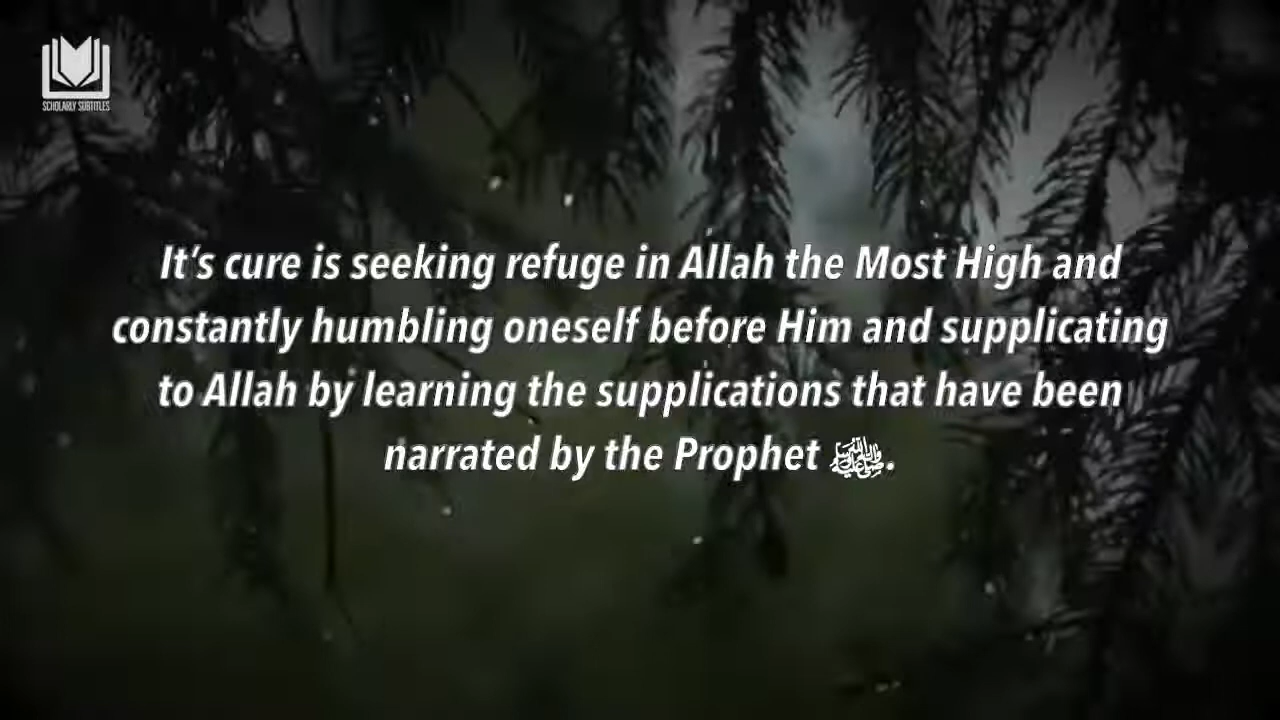 SCHOLARLY SUBTITLES
It's cure is seeking refuge in Allah the Most High and
constantly humbling oneself before Him and supplicating
to Allah by learning the supplications that have been
narrated by the Prophet ﷺ.